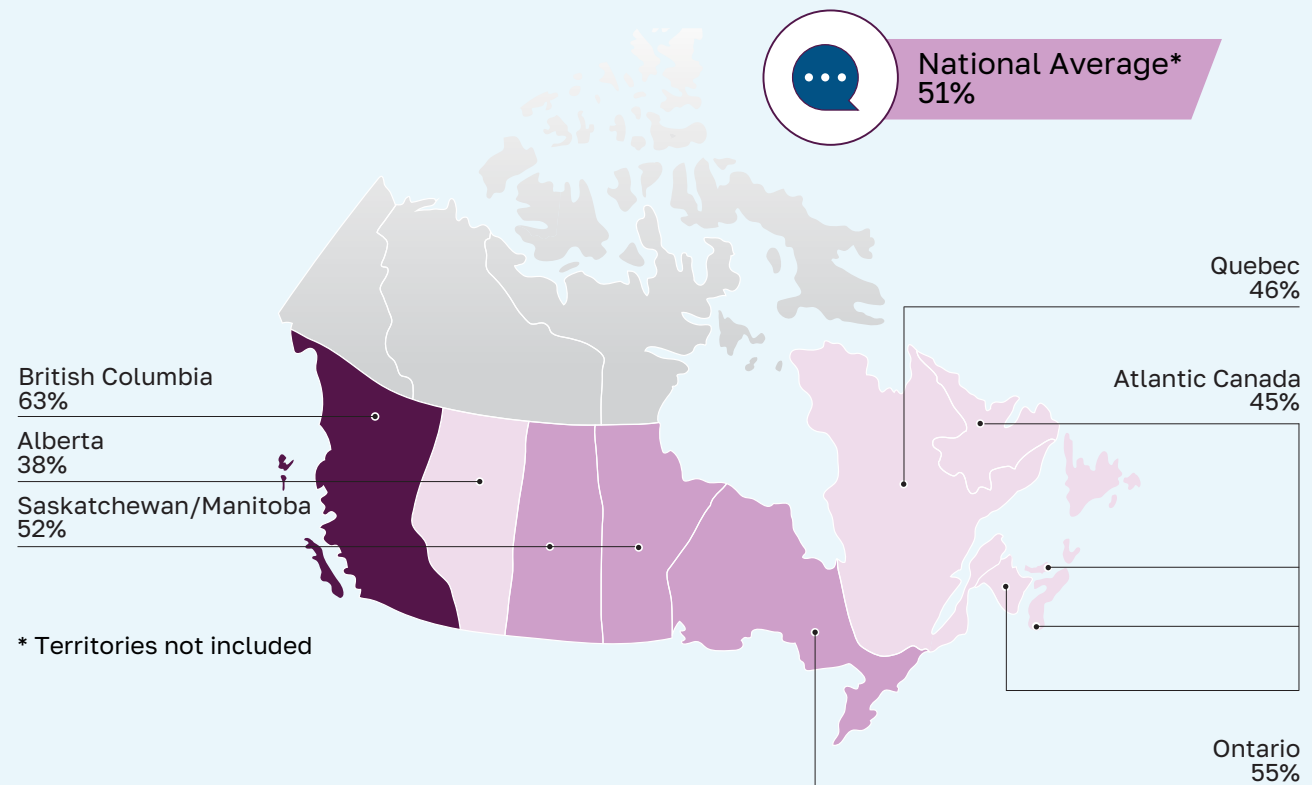 National Average*
51%
Quebec
46%
British Columbia
63%
Atlantic Canada
45%
Alberta
38%
Saskatchewan/Manitoba
52%
* Territories not included
Ontario
55%